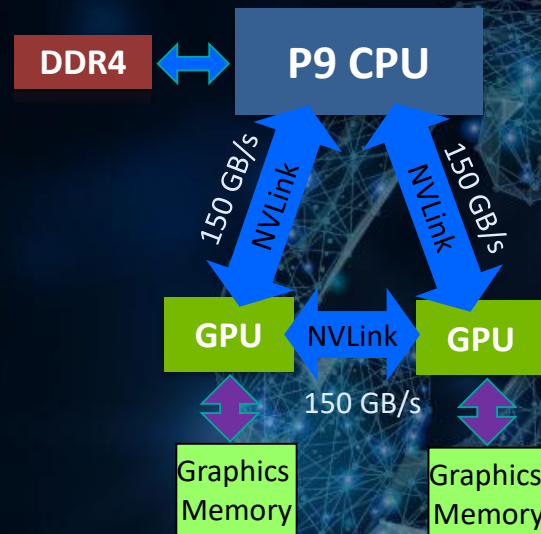 DDR4
P9 CPU
150 GB/s
NVLink
NVLink
150 GB/s
GPU
NVLink
GPU
150 GB/s
Graphics
Memory
Graphics
Memory